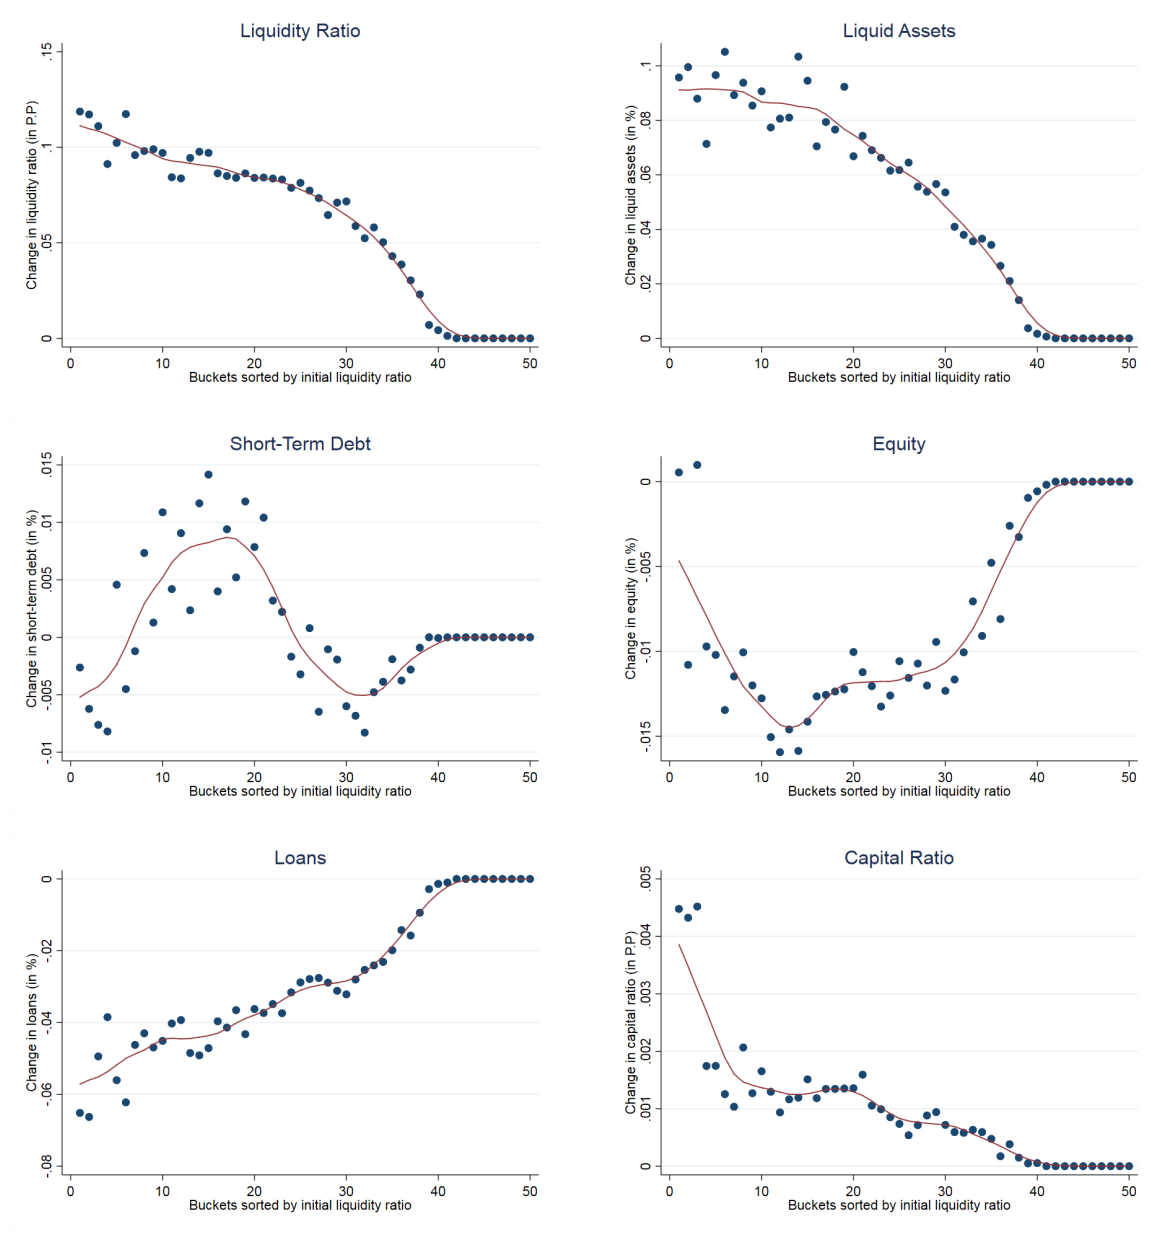 Liquidity Ratio
Change in liquidity ratio (in P.P)
.15
.1
.05
0
0 10 20 30 40 50
Buckets sorted by initial liquidity ratio
Liquid Assets
Change in liquid assets (in %)
.1
.08
.06
.04
.02
0
0 10 20 30 40 50
Buckets sorted by initial liquidity ratio
Short-Term Debt
Change in short-term debt (in %)
.015
.01
.005
0
-.005
-.01
0 10 20 30 40 50
Buckets sorted by initial liquidity ratio
Equity
Change in equity (in %)
0
-.005
-.01
-.015
0 10 20 30 40 50
Buckets sorted by initial liquidity ratio
Loans
Change in loans (in %)
0
-.02
-.04
-.06
-.08
0 10 20 30 40 50
Buckets sorted by initial liquidity ratio
Capital Ratio
Change in capital ratio (in P.P)
.005
.004
.003
.002
.001
0
0 10 20 30 40 50
Buckets sorted by initial liquidity ratio